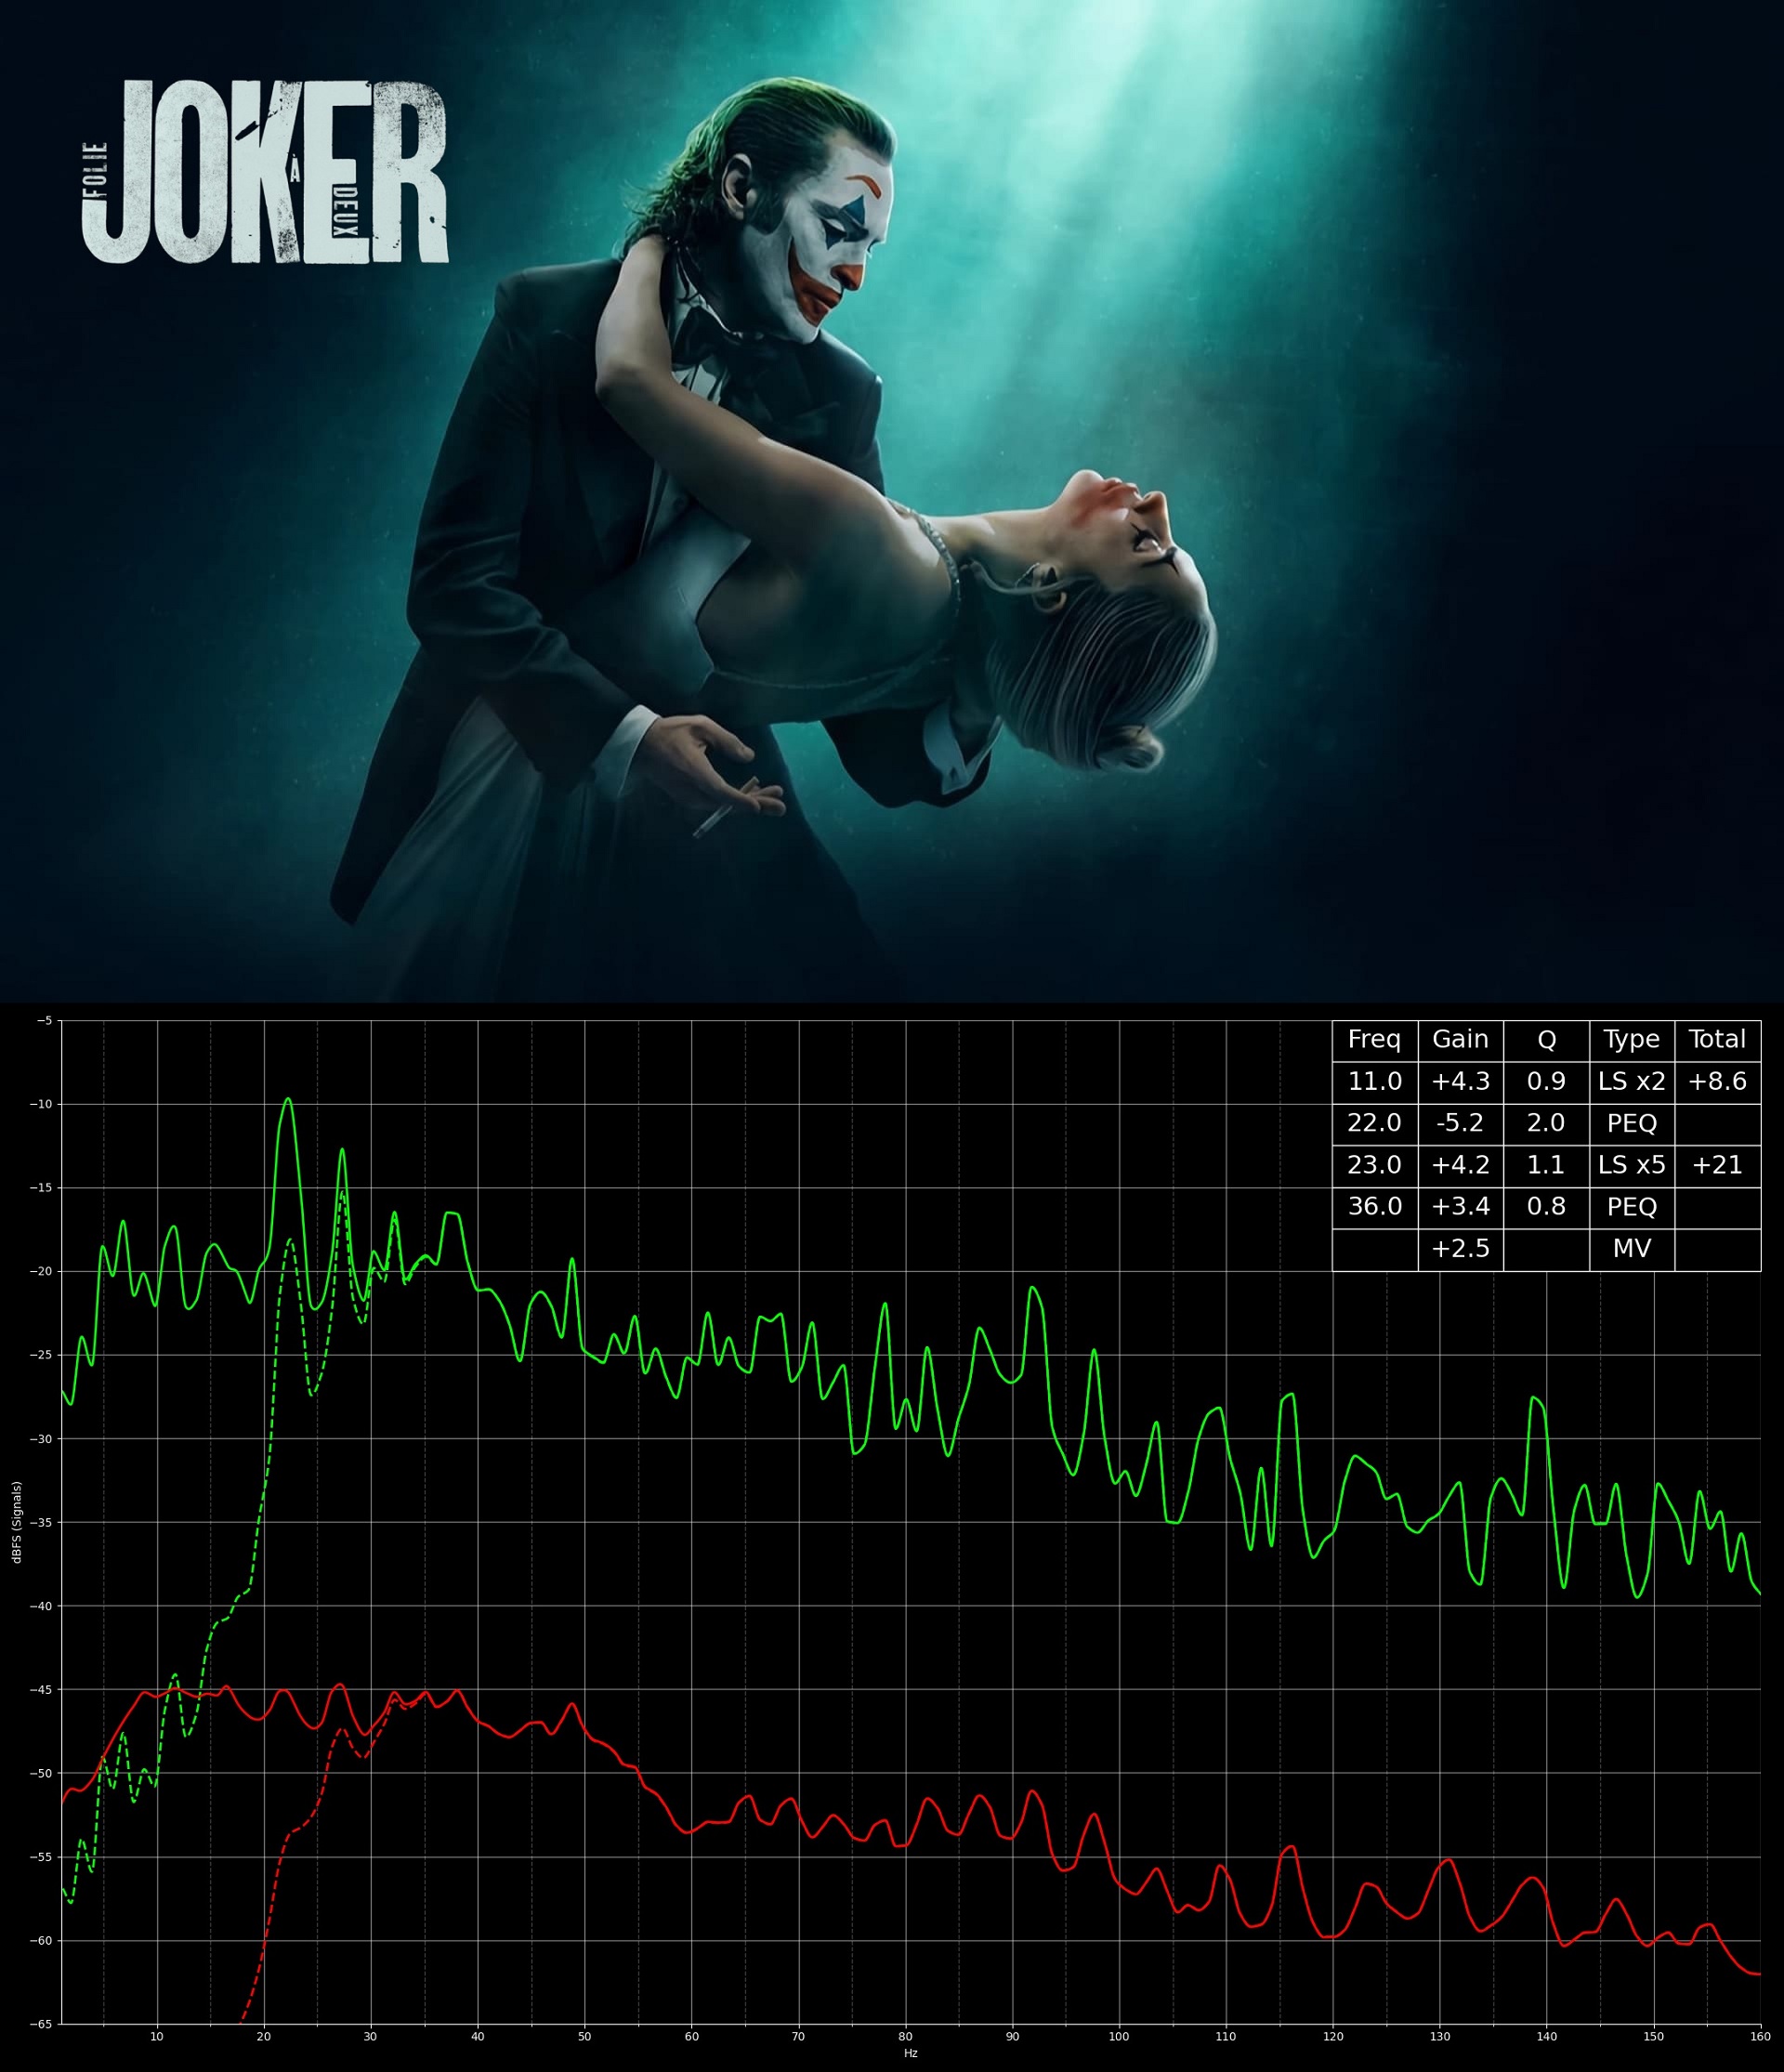 FOLIE
JOKER
À
DEUX
Freq Gain Q Type Total
11.0 +4.3 0.9 LS x2 +8.6
22.0 -5.2 2.0 PEQ
23.0 +4.2 1.1 LS x5 +21
36.0 +3.4 0.8 PEQ
+2.5 MV
−5
−10
−15
−20
−25
−30
−35
−40
−45
−50
−55
−60
−65
dBFS (Signals)
10 20 30 40 50 60 70 80 90 100 110 120 130 140 150 160
Hz